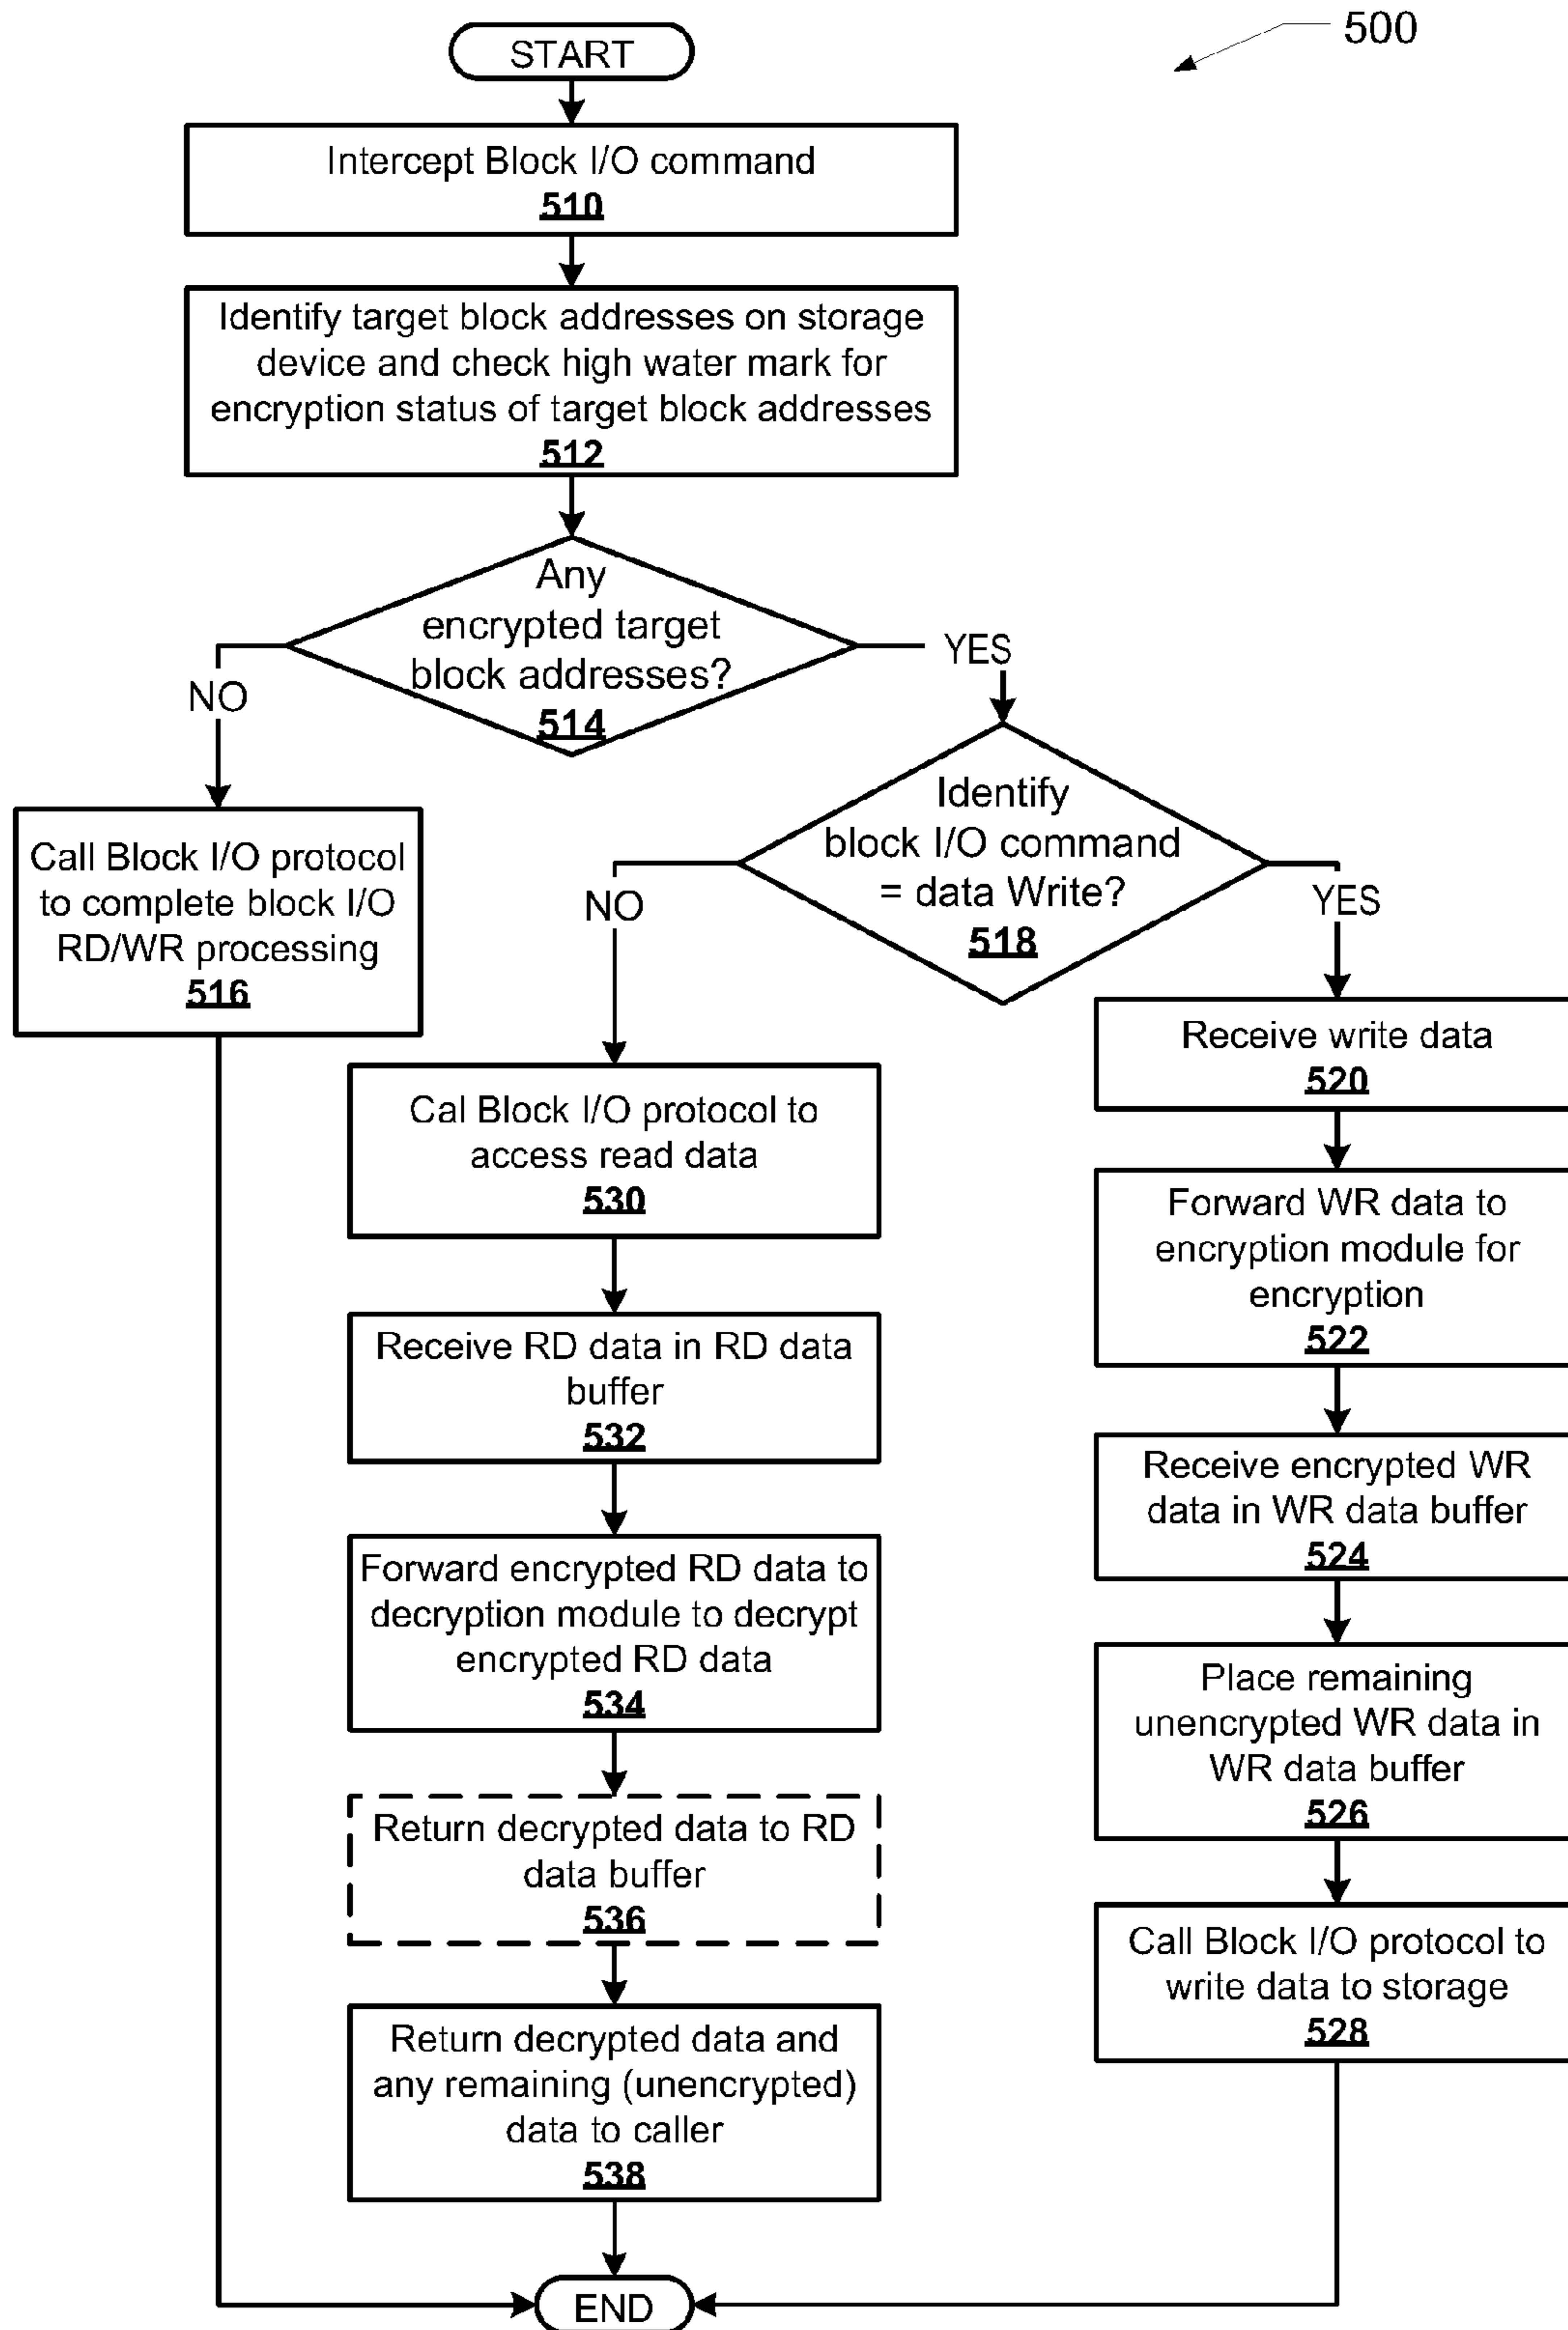 500
START
Intercept Block I/O command
510
Identify target block addresses on storage
device and check high water mark for
encryption status of target block addresses
512
Any
encrypted target
block addresses?
514
NO
YES
Call Block I/O protocol
to complete block I/O
RD/WR processing
516
Identify
block I/O command
= data Write?
518
NO
YES
Cal Block I/O protocol to
access read data
530
Receive RD data in RD data
buffer
532
Forward encrypted RD data to
decryption module to decrypt
encrypted RD data
534
Return decrypted data to RD
data buffer
536
Return decrypted data and
any remaining (unencrypted)
data to caller
538
Receive write data
520
Forward WR data to
encryption module for
encryption
522
Receive encrypted WR
data in WR data buffer
524
Place remaining
unencrypted WR data in
WR data buffer
526
Call Block I/O protocol to
write data to storage
528
END